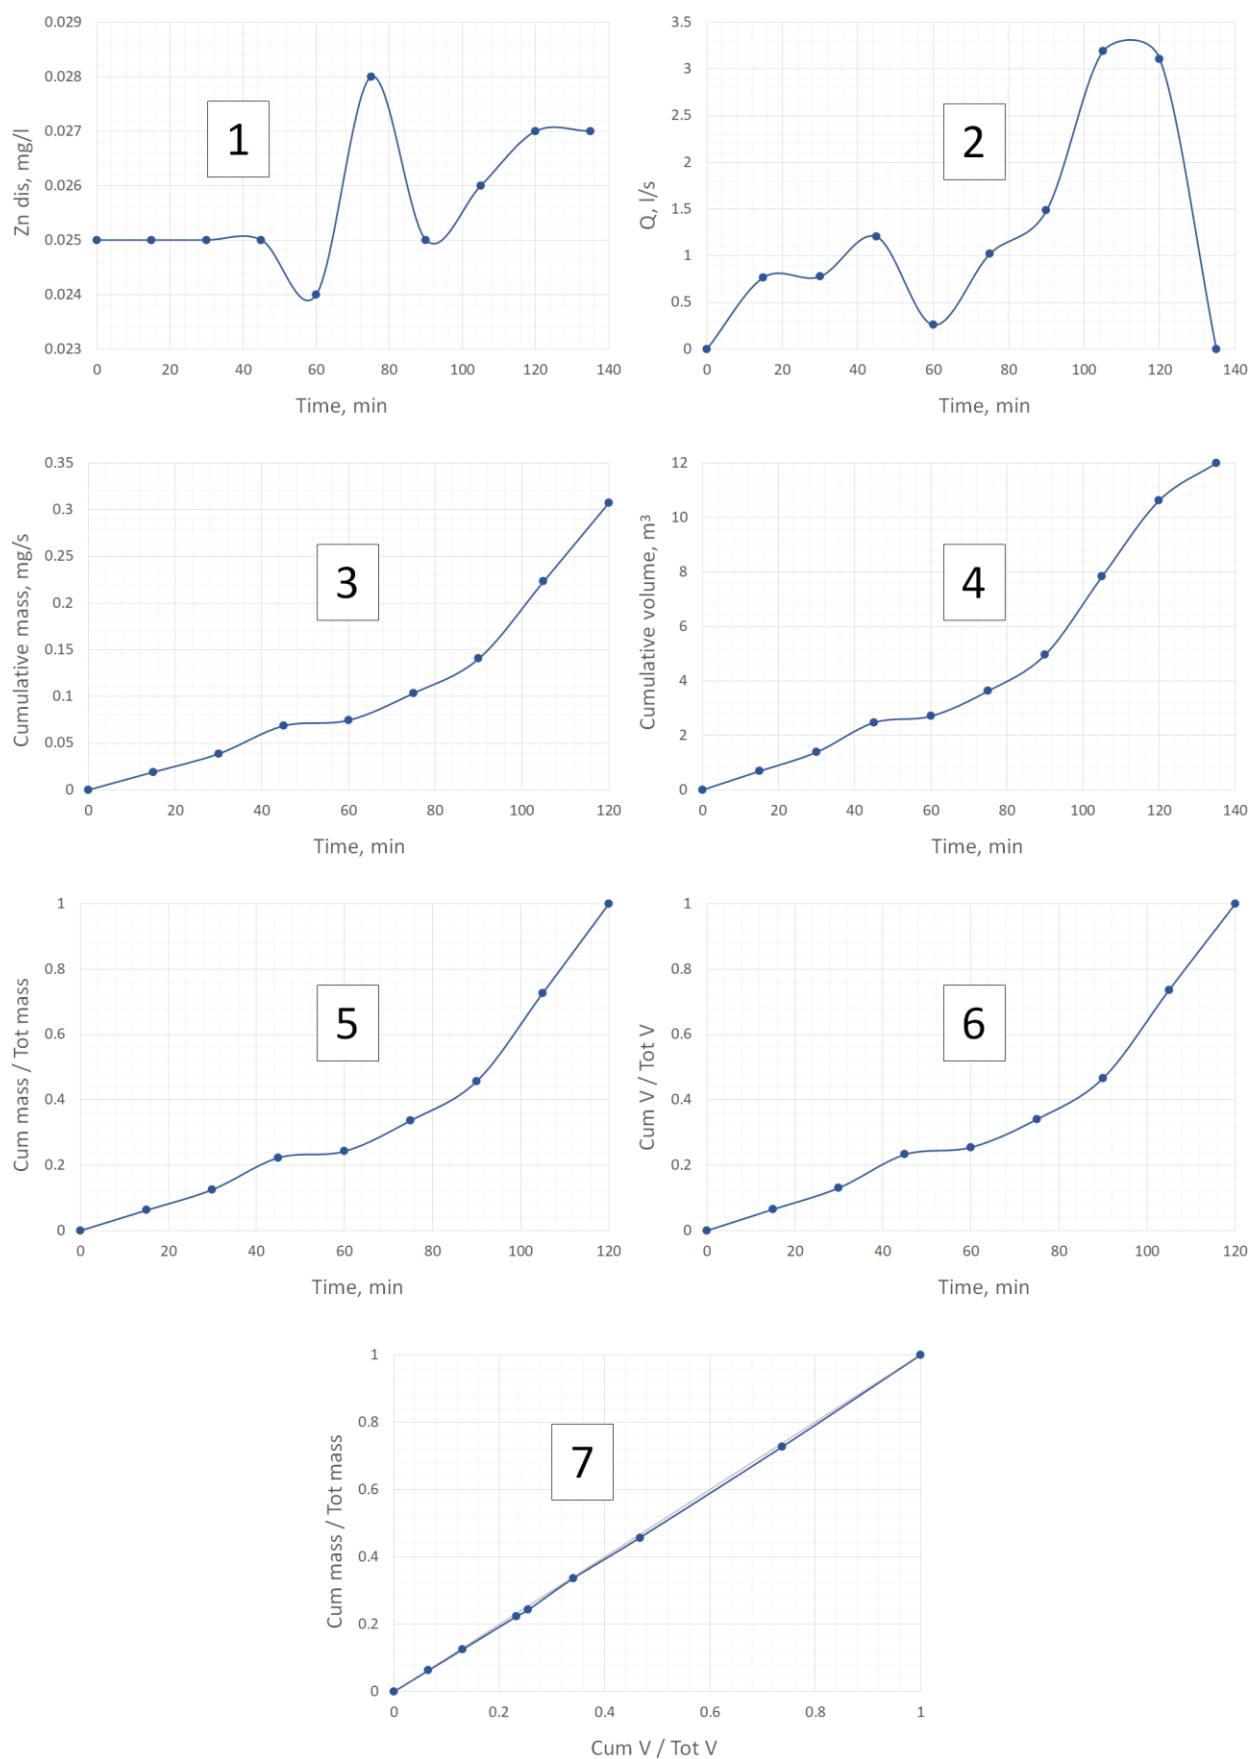 0.029
0.028
0.027
0.026
0.025
0.024
0.023
Zn dis, mg/l
1
0 20 40 60 80 100 120 140
Time, min
3.5
3
2.5
2
1.5
1
0.5
0
Q, l/s
2
0 20 40 60 80 100 120 140
Time, min
0.35
0.3
0.25
0.2
0.15
0.1
0.05
0
Cumulative mass, mg/s
3
0 20 40 60 80 100 120
Time, min
12
10
8
6
4
2
0
Cumulative volume, m³
4
0 20 40 60 80 100 120 140
Time, min
1
0.8
0.6
0.4
0.2
0
Cum mass / Tot mass
5
0 20 40 60 80 100 120
Time, min
1
0.8
0.6
0.4
0.2
0
Cum V / Tot V
6
0 20 40 60 80 100 120
Time, min
1
0.8
0.6
0.4
0.2
0
Cum mass / Tot mass
7
0 0.2 0.4 0.6 0.8 1
Cum V / Tot V